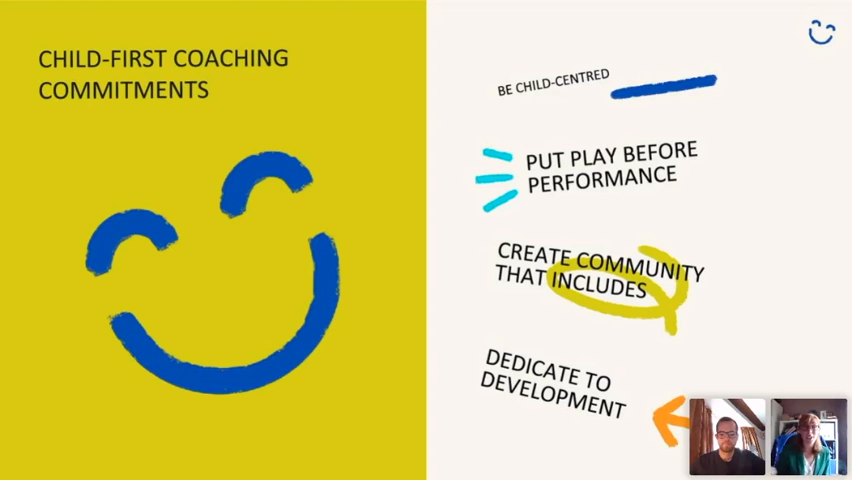 CHILD-FIRST COACHING
COMMITMENTS
BE CHILD-CENTRED
PUT PLAY BEFORE
PERFORMANCE
CREATE COMMUNITY
THAT INCLUDES
DEDICATE TO
DEVELOPMENT